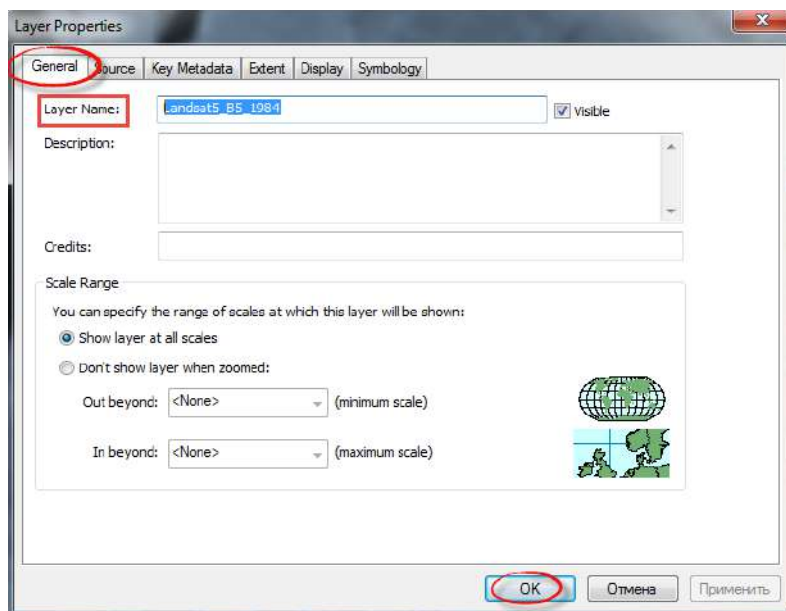 Layer Properties
General Source Key Metadata Extent Display Symbology
Layer Name: Landsat5_B5_1984 Visible
Description:
Credits:
Scale Range
You can specify the range of scales at which this layer will be shown:
Show layer at all scales
Don't show layer when zoomed:
Out beyond: <None> (minimum scale)
In beyond: <None> (maximum scale)
OK Отмена Применить